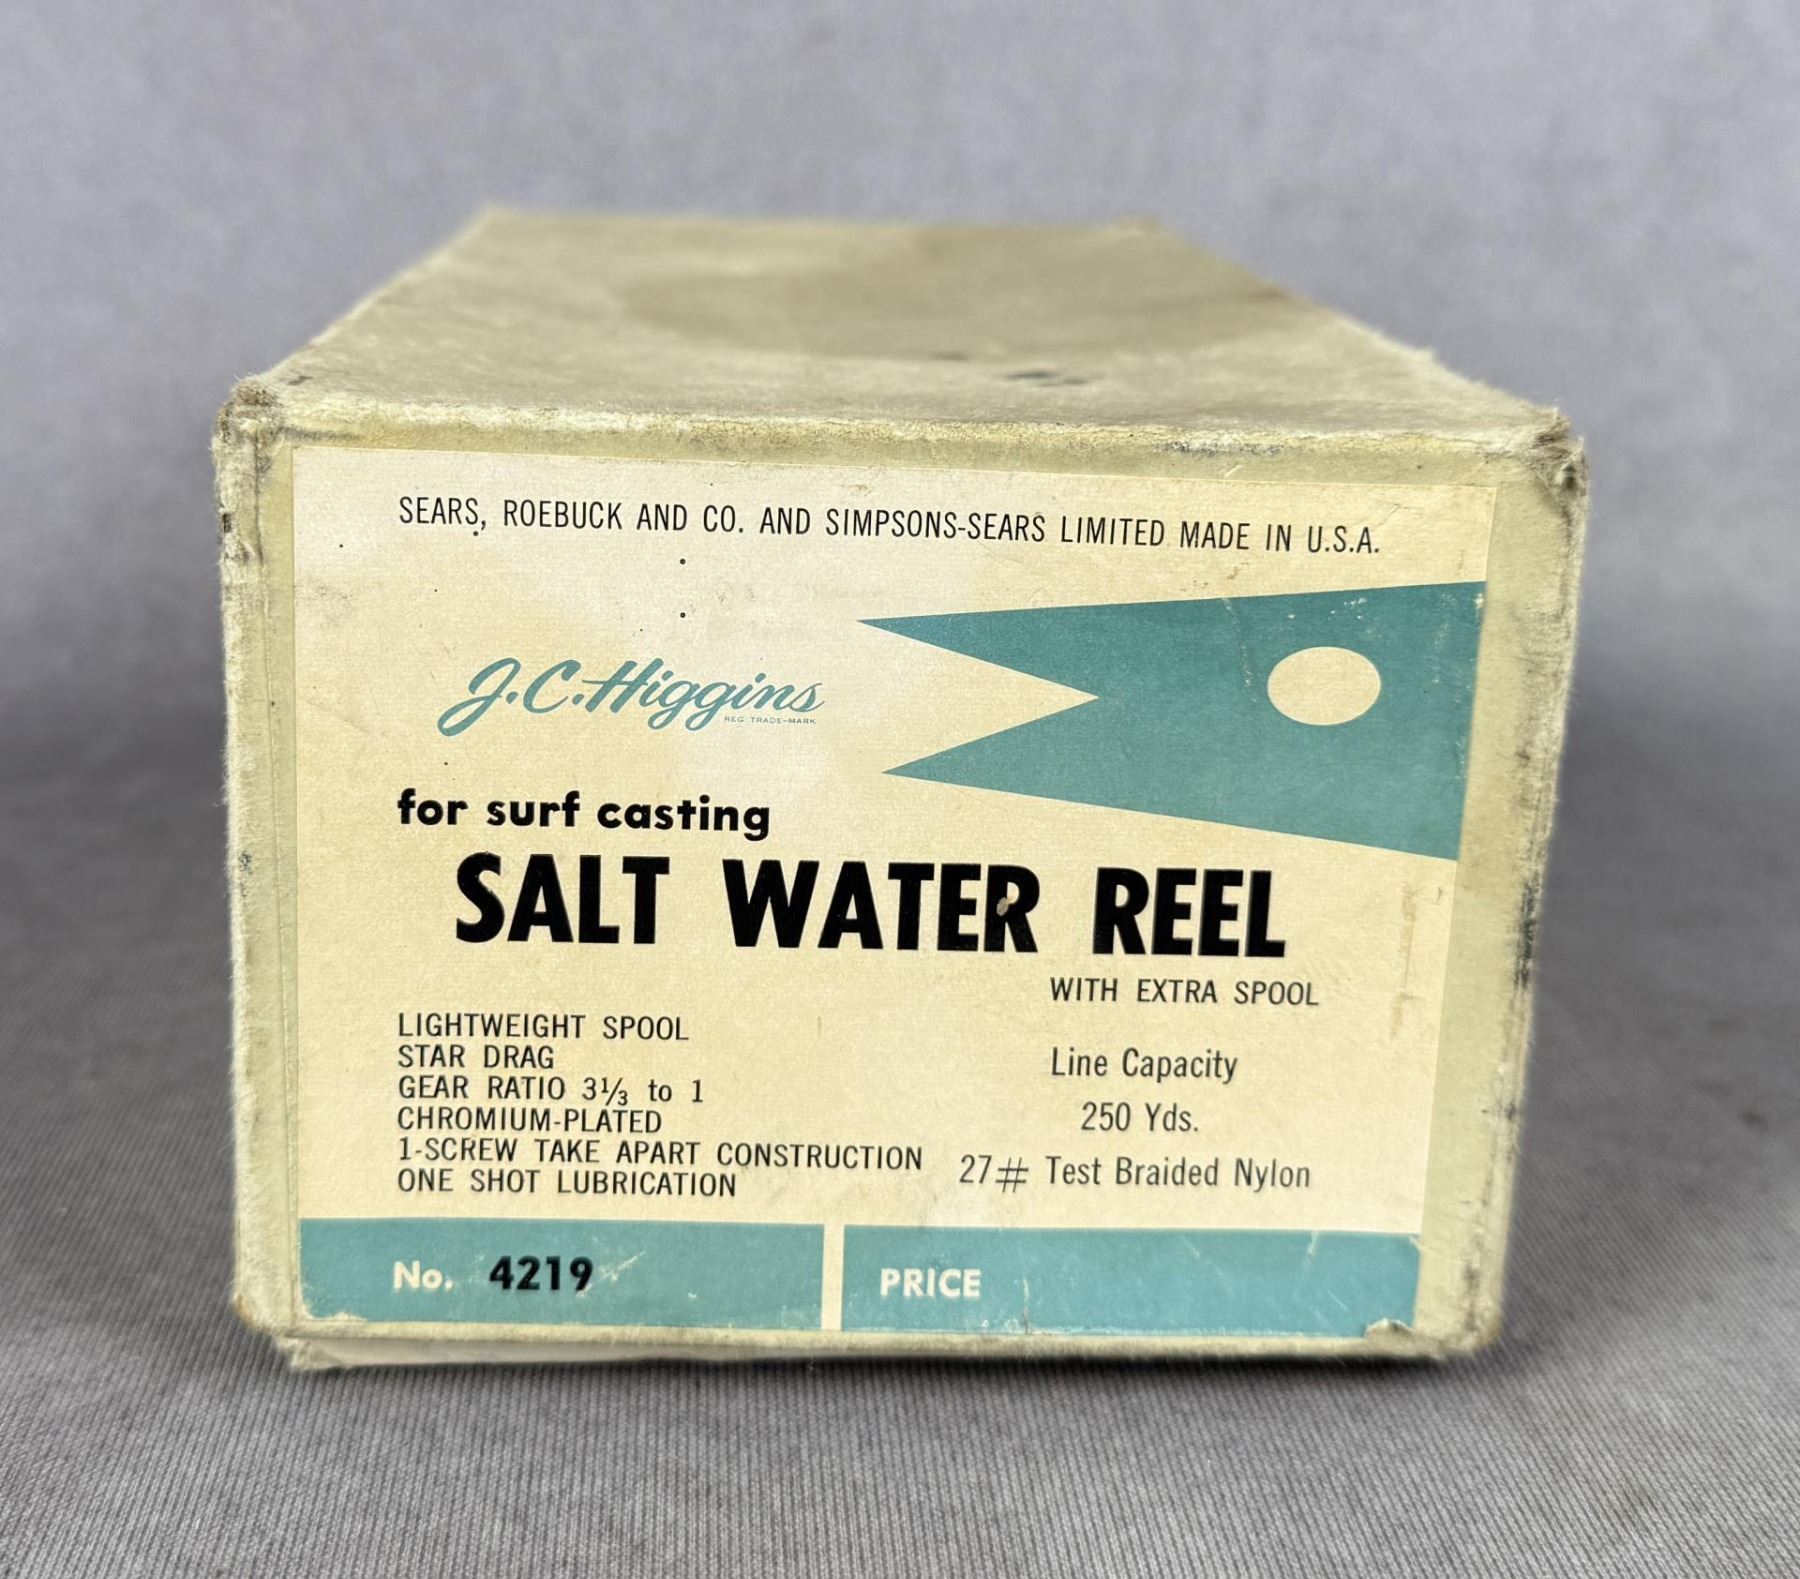 SEARS, ROEBUCK AND CO. AND SIMPSONS-SEARS LIMITED MADE IN U.S.A.
J.C. Higgins
REG. TRADE-MARK
for surf casting
SALT WATER REEL
WITH EXTRA SPOOL
LIGHTWEIGHT SPOOL
STAR DRAG
GEAR RATIO 3⅓ to 1
CHROMIUM-PLATED
1-SCREW TAKE APART CONSTRUCTION
ONE SHOT LUBRICATION
Line Capacity
250 Yds.
27# Test Braided Nylon
No. 4219
PRICE